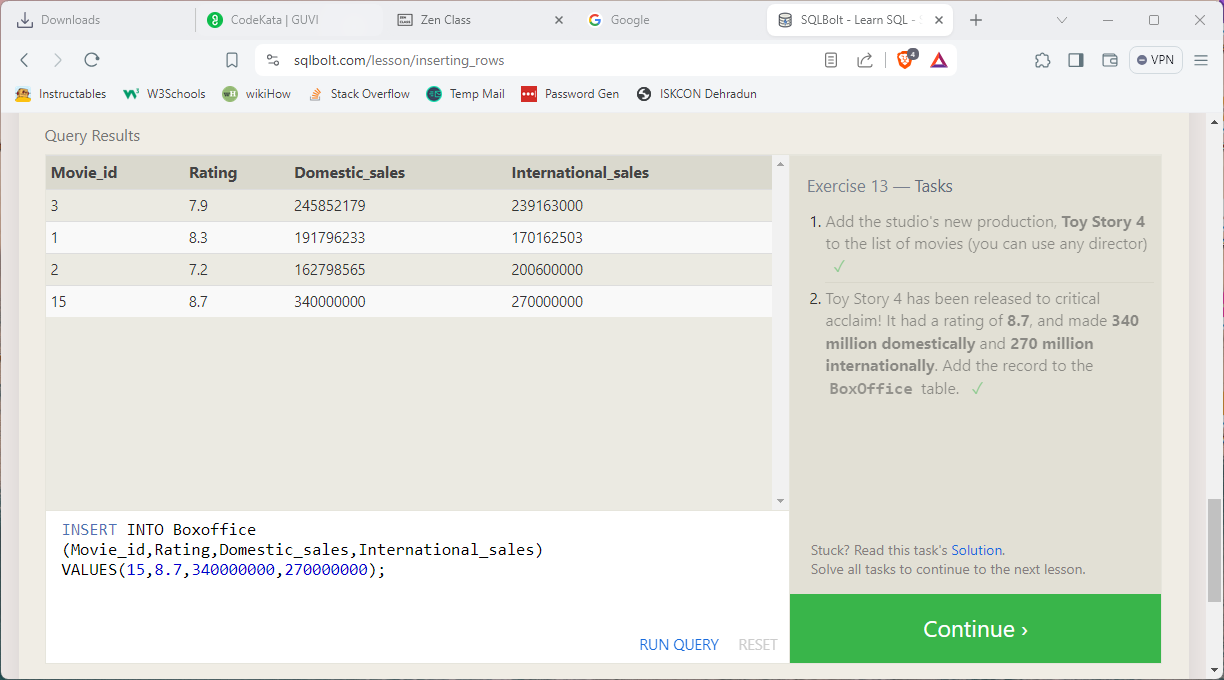 Downloads CodeKata | GUVI Zen Class Google SQLBolt - Learn SQL -
sqlbolt.com/lesson/inserting_rows 4 VPN
Instructables W3Schools wikiHow Stack Overflow Temp Mail Password Gen ISKCON Dehradun
Query Results
Movie_id Rating Domestic_sales International_sales
3 7.9 245852179 239163000
1 8.3 191796233 170162503
2 7.2 162798565 200600000
15 8.7 340000000 270000000
INSERT INTO Boxoffice
(Movie_id,Rating,Domestic_sales,International_sales)
VALUES(15,8.7,340000000,270000000);
RUN QUERY RESET
Exercise 13 — Tasks
1. Add the studio's new production, Toy Story 4
to the list of movies (you can use any director)
✓
2. Toy Story 4 has been released to critical
acclaim! It had a rating of 8.7, and made 340
million domestically and 270 million
internationally. Add the record to the
BoxOffice table. ✓
Stuck? Read this task's Solution.
Solve all tasks to continue to the next lesson.
Continue ›